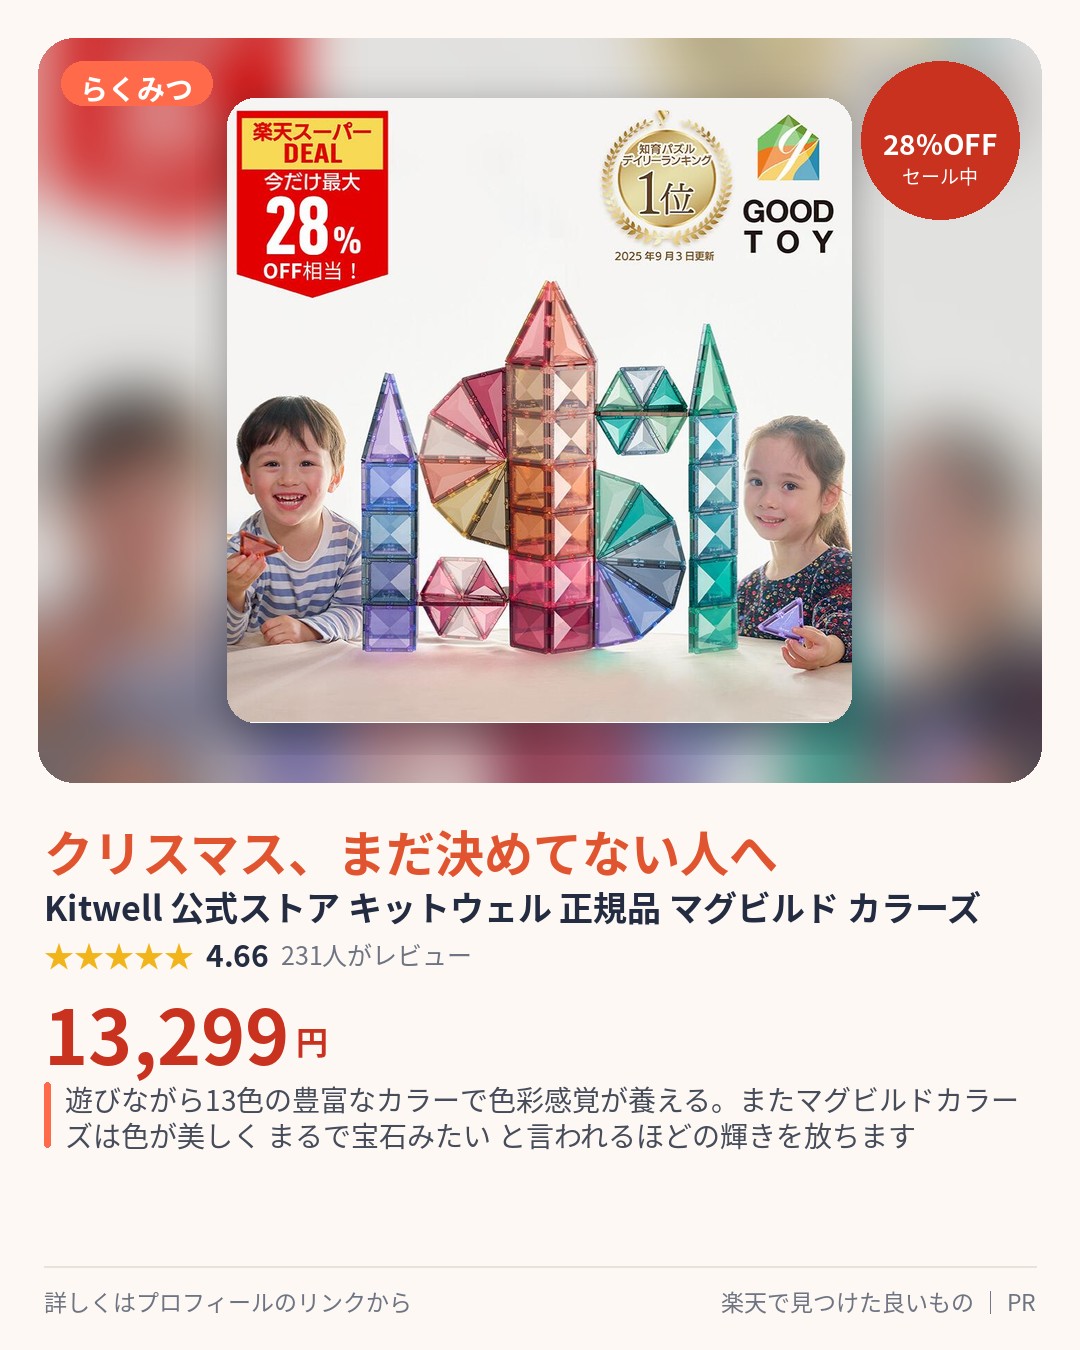 らくみつ
楽天スーパー
DEAL
今だけ最大
28%
OFF相当！
知育パズル
デイリーランキング
1位
2025年9月3日更新
GOOD
TOY
28%OFF
セール中
クリスマス、まだ決めてない人へ
Kitwell 公式ストア キットウェル 正規品 マグビルド カラーズ
★★★★★ 4.66 231人がレビュー
13,299円
遊びながら13色の豊富なカラーで色彩感覚が養える。またマグビルドカラー
ズは色が美しく まるで宝石みたい と言われるほどの輝きを放ちます
詳しくはプロフィールのリンクから
楽天で見つけた良いもの｜PR